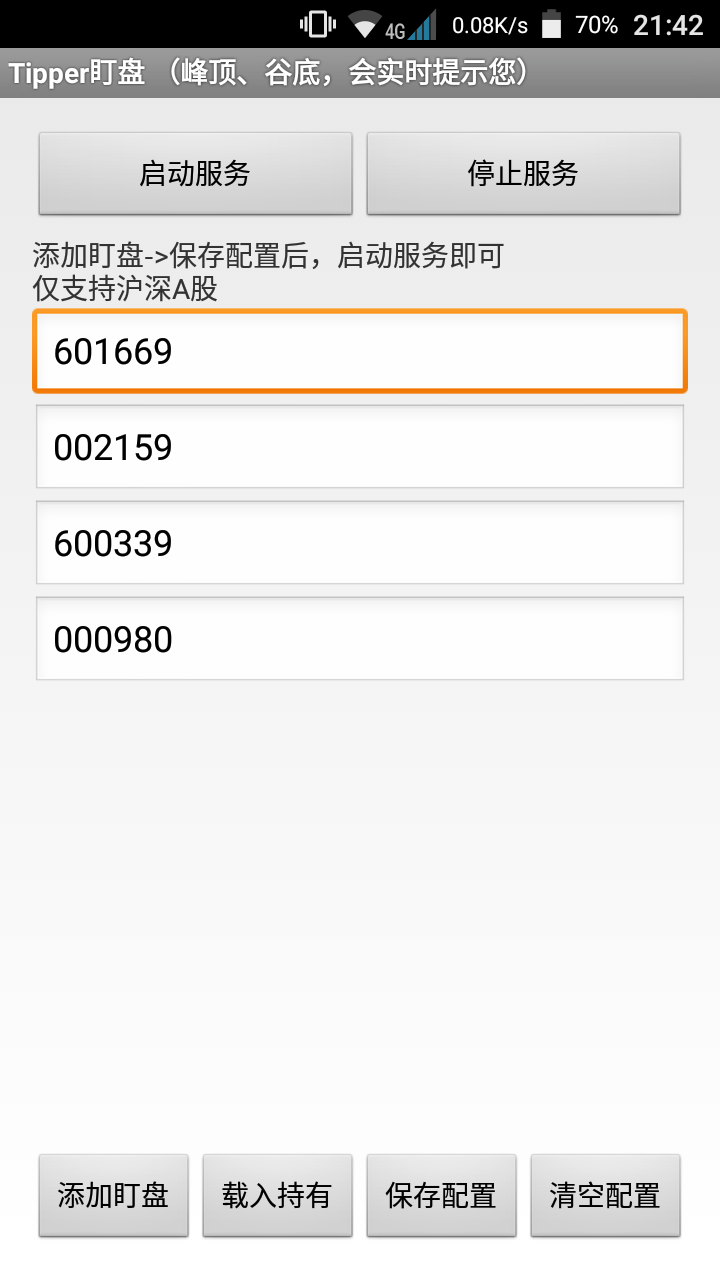 4G 0.08K/s 70% 21:42
Tipper盯盘 （峰顶、谷底，会实时提示您）
启动服务 停止服务
添加盯盘->保存配置后，启动服务即可
仅支持沪深A股
601669
002159
600339
000980
添加盯盘 载入持有 保存配置 清空配置